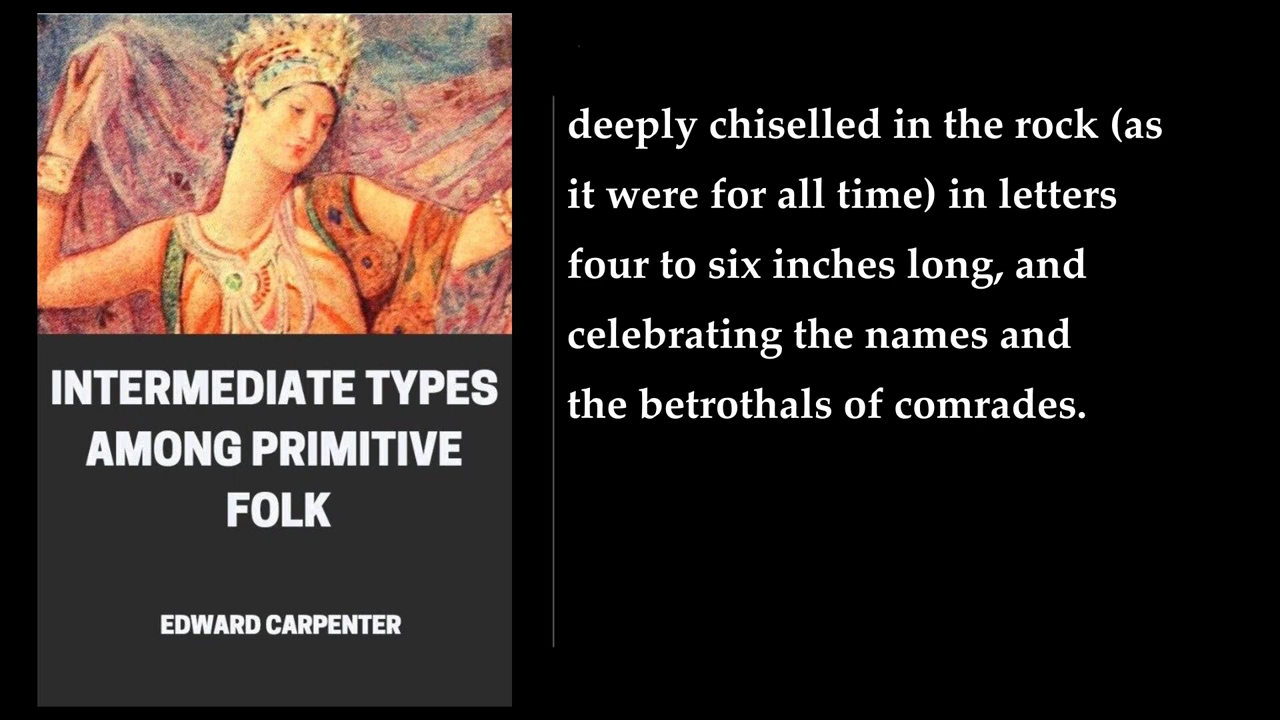 INTERMEDIATE TYPES
AMONG PRIMITIVE
FOLK
EDWARD CARPENTER
deeply chiselled in the rock (as
it were for all time) in letters
four to six inches long, and
celebrating the names and
the betrothals of comrades.